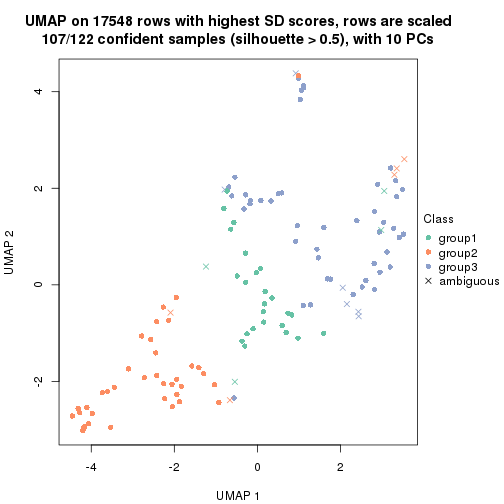 UMAP on 17548 rows with highest SD scores, rows are scaled
107/122 confident samples (silhouette > 0.5), with 10 PCs
4
2
0
-2
UMAP 2
-4
-2
0
2
UMAP 1
Class
group1
group2
group3
ambiguous